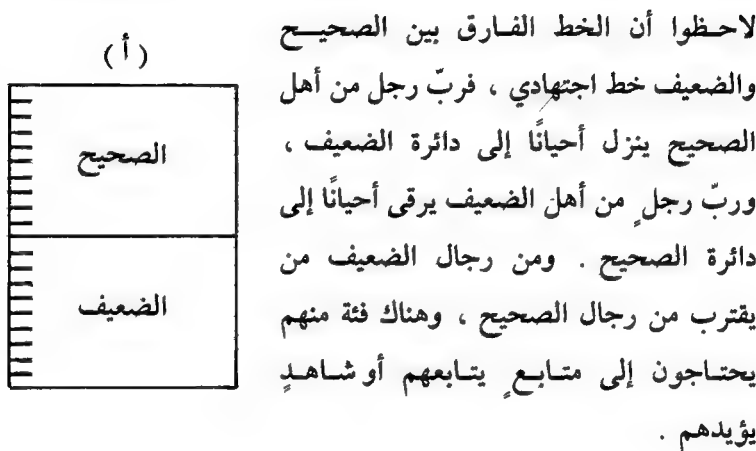 لاحظوا أن الخط الفارق بين الصحيح
والضعيف خط اجتهادي ، فربّ رجل من أهل
الصحيح ينزل أحيانًا إلى دائرة الضعيف ،
وربّ رجلٍ من أهل الضعيف يرقى أحيانًا إلى
دائرة الصحيح . ومن رجال الضعيف من
يقترب من رجال الصحيح ، وهناك فئة منهم
يحتاجون إلى متابعٍ يتابعهم أو شاهدٍ
يؤيدهم .
( أ )
الصحيح
الضعيف